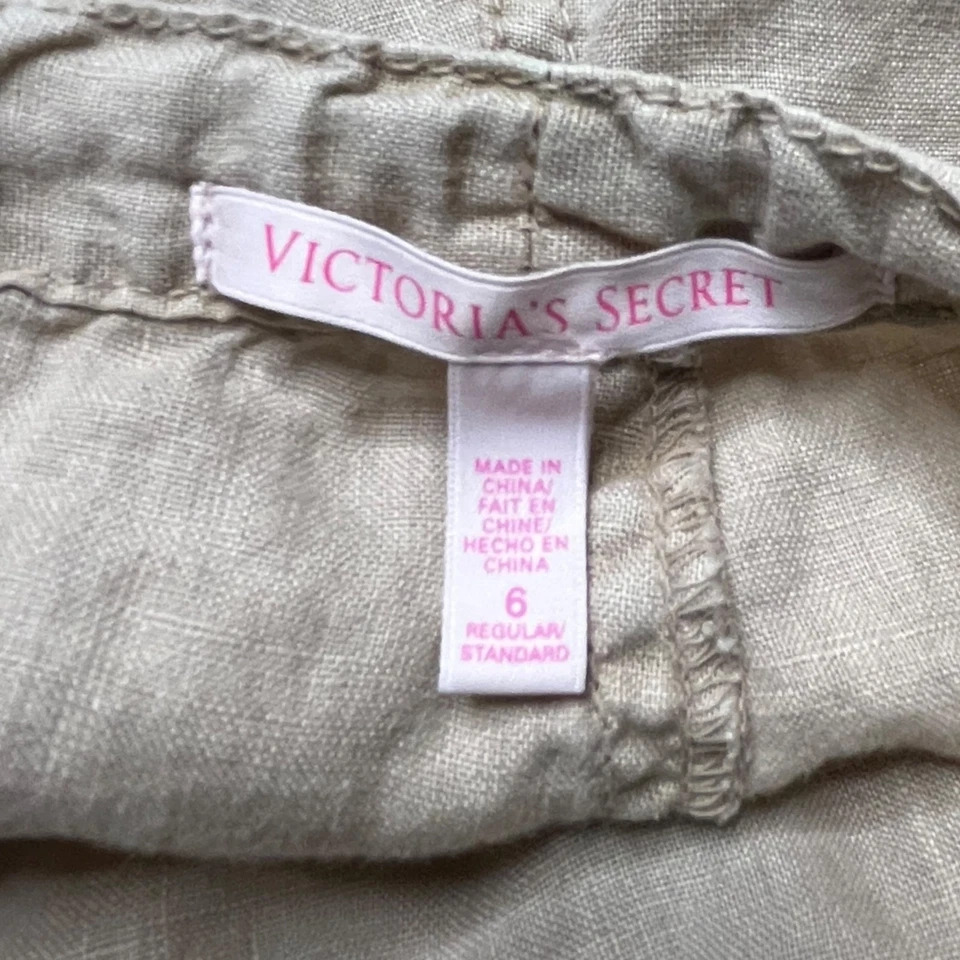 VICTORIA'S SECRET
MADE IN
CHINA/
FAIT EN
CHINE/
HECHO EN
CHINA
6
REGULAR/
STANDARD